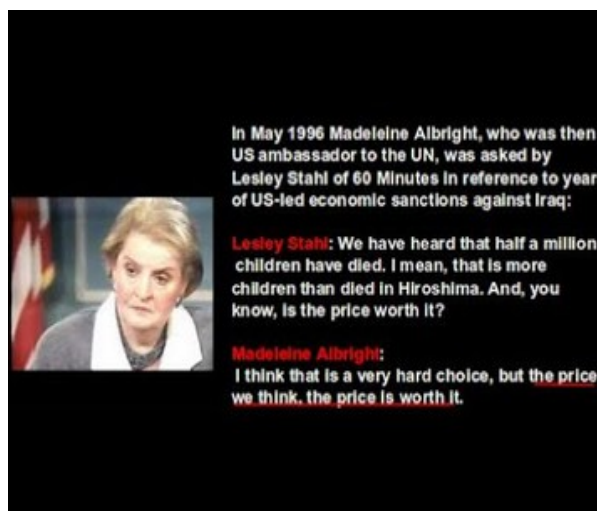 In May 1996 Madeleine Albright, who was then
US ambassador to the UN, was asked by
Lesley Stahl of 60 Minutes in reference to year
of US-led economic sanctions against Iraq:
Lesley Stahl: We have heard that half a million
children have died. I mean, that is more
children than died in Hiroshima. And, you
know, is the price worth it?
Madeleine Albright:
I think that is a very hard choice, but the price
we think. the price is worth it.